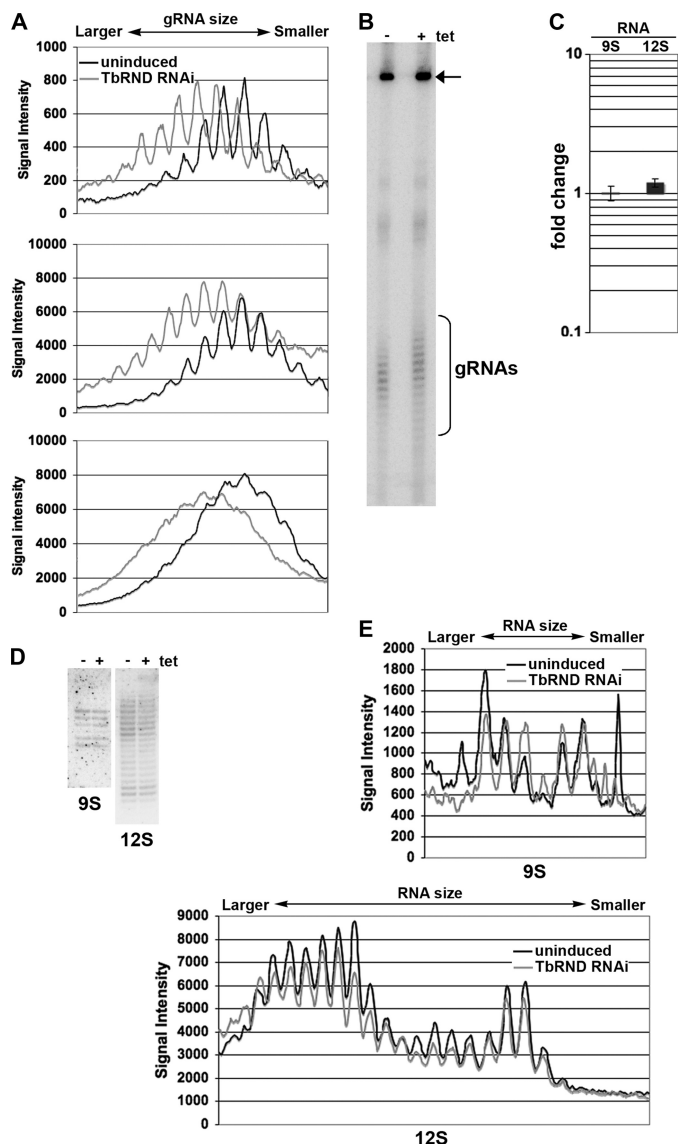 A
gRNA size
Larger Smaller
uninduced
TbRND RNAi
Signal Intensity
1000
800
600
400
200
0
Signal Intensity
10000
8000
6000
4000
2000
0
Signal intensity
10000
8000
6000
4000
2000
0
B
- + tet
gRNAs
C
RNA
9S 12S
fold change
10
1
0.1
D
- + - + tet
9S
12S
E
RNA size
Larger Smaller
uninduced
TbRND RNAi
Signal Intensity
2000
1800
1600
1400
1200
1000
800
600
400
200
0
9S
RNA size
Larger Smaller
uninduced
TbRND RNAi
Signal Intensity
9000
8000
7000
6000
5000
4000
3000
2000
1000
0
12S